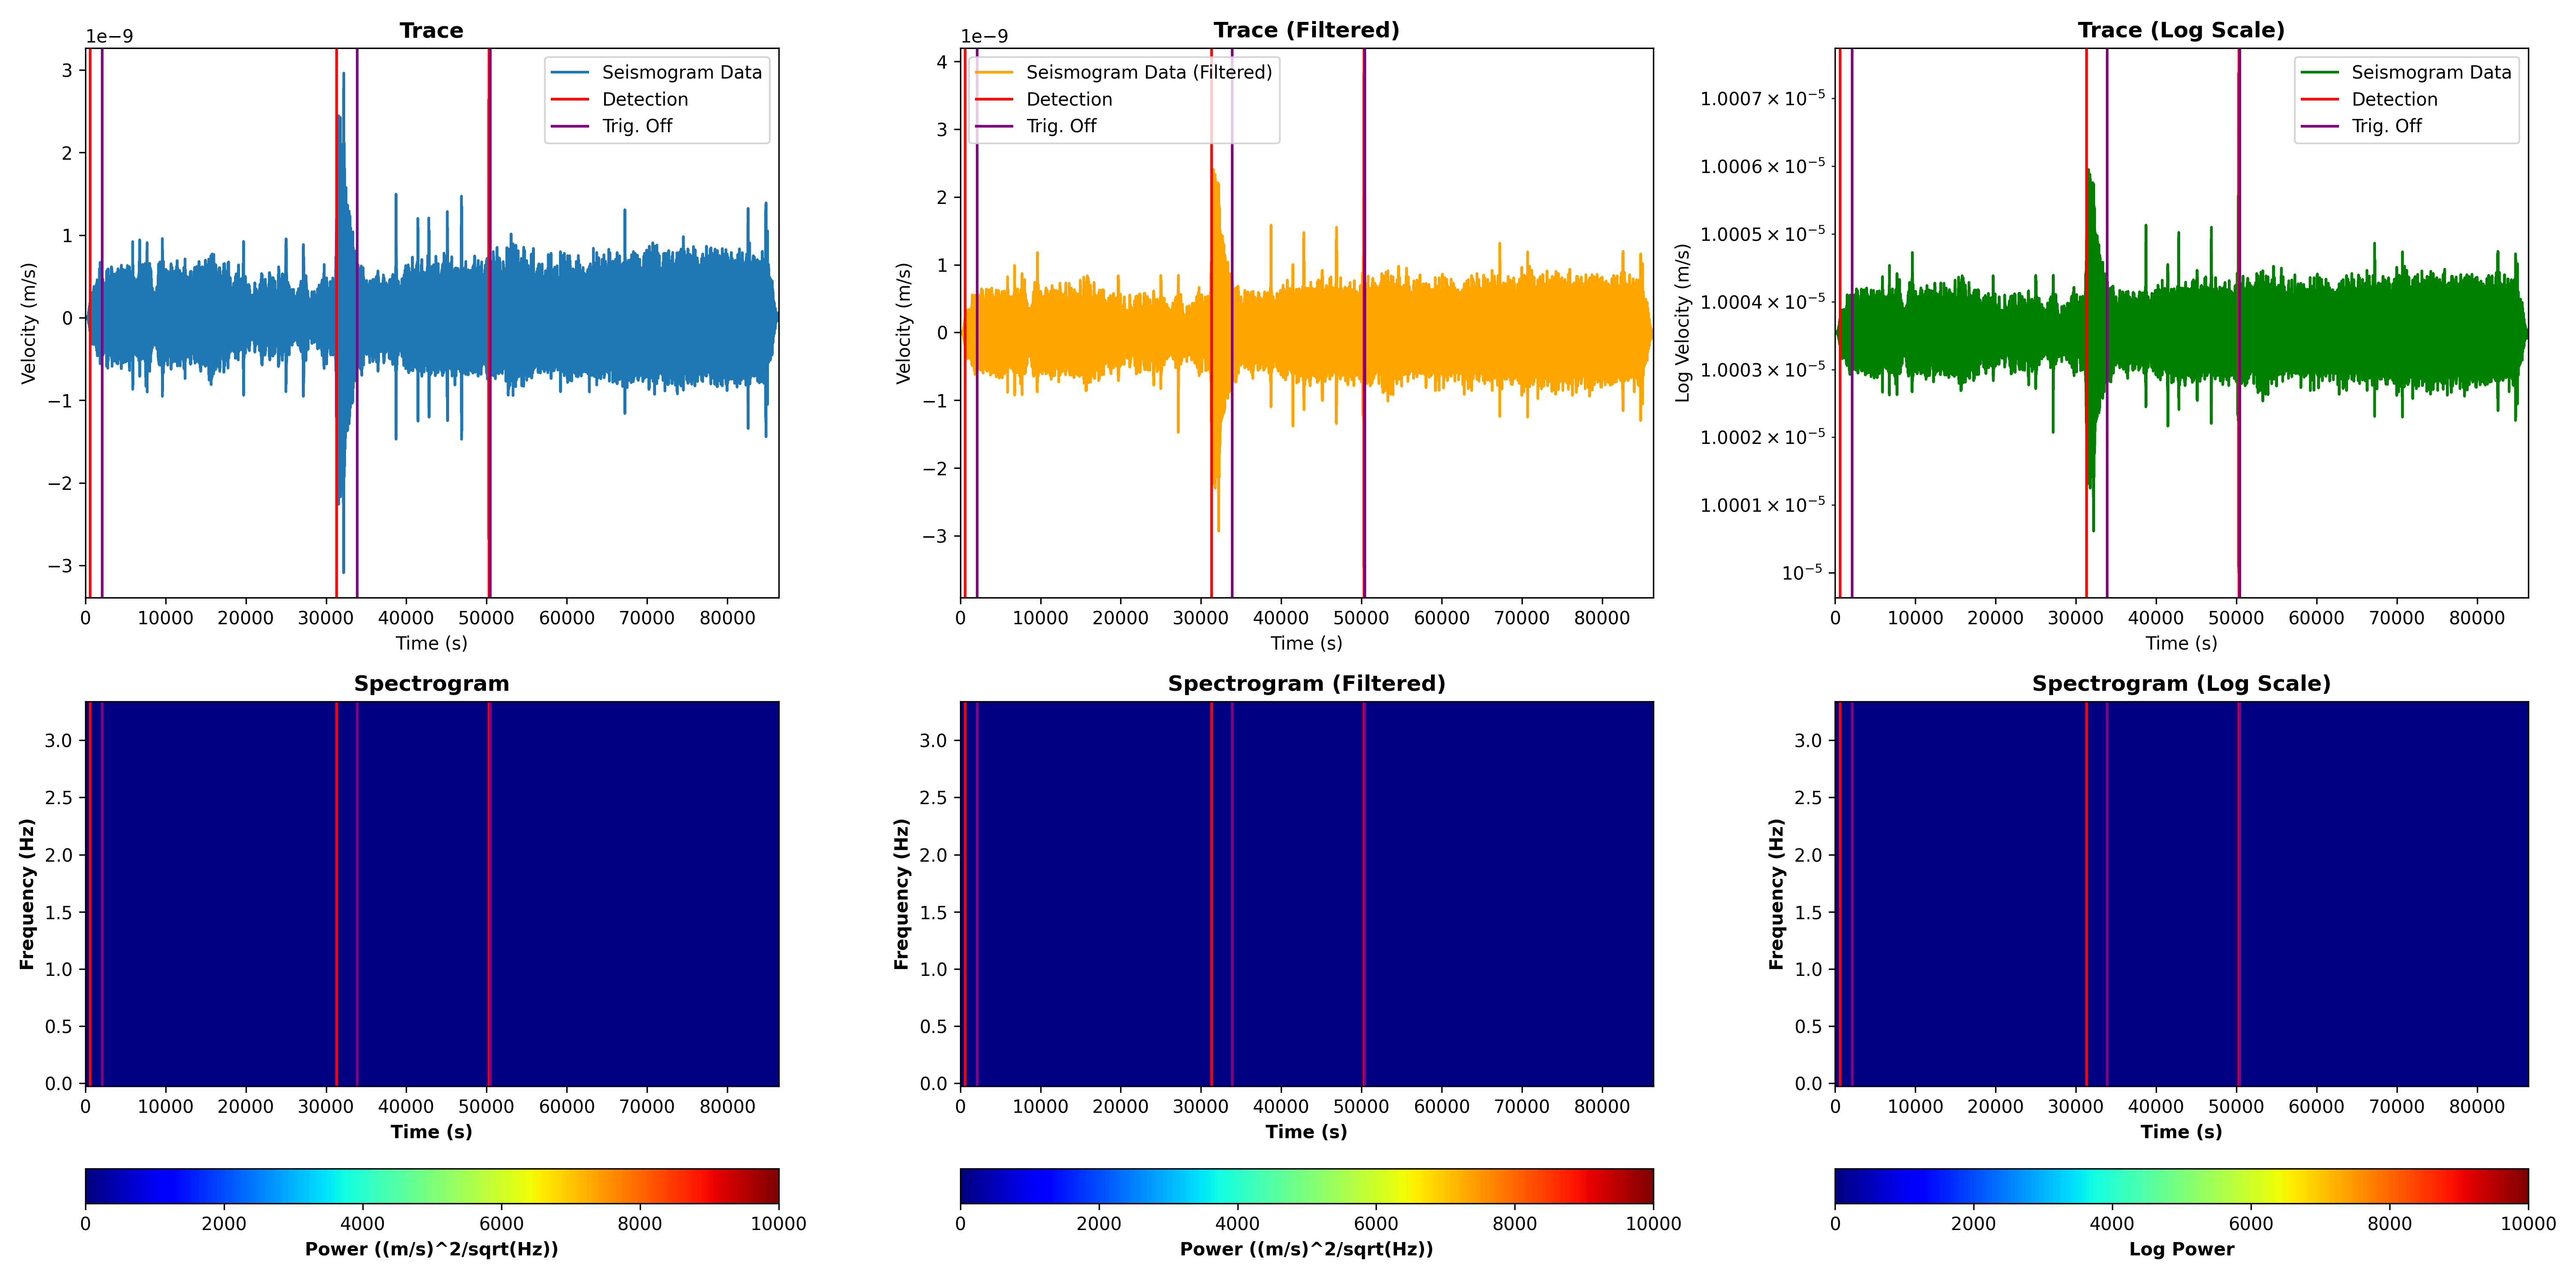 Trace
1e−9
Velocity (m/s)
3
2
1
0
−1
−2
−3
Seismogram Data
Detection
Trig. Off
0 10000 20000 30000 40000 50000 60000 70000 80000
Time (s)
Trace (Filtered)
1e−9
Velocity (m/s)
4
3
2
1
0
−1
−2
−3
Seismogram Data (Filtered)
Detection
Trig. Off
0 10000 20000 30000 40000 50000 60000 70000 80000
Time (s)
Trace (Log Scale)
Log Velocity (m/s)
1.0007 × 10⁻⁵
1.0006 × 10⁻⁵
1.0005 × 10⁻⁵
1.0004 × 10⁻⁵
1.0003 × 10⁻⁵
1.0002 × 10⁻⁵
1.0001 × 10⁻⁵
10⁻⁵
Seismogram Data
Detection
Trig. Off
0 10000 20000 30000 40000 50000 60000 70000 80000
Time (s)
Spectrogram
Frequency (Hz)
3.0
2.5
2.0
1.5
1.0
0.5
0.0
0 10000 20000 30000 40000 50000 60000 70000 80000
Time (s)
0 2000 4000 6000 8000 10000
Power ((m/s)^2/sqrt(Hz))
Spectrogram (Filtered)
Frequency (Hz)
3.0
2.5
2.0
1.5
1.0
0.5
0.0
0 10000 20000 30000 40000 50000 60000 70000 80000
Time (s)
0 2000 4000 6000 8000 10000
Power ((m/s)^2/sqrt(Hz))
Spectrogram (Log Scale)
Frequency (Hz)
3.0
2.5
2.0
1.5
1.0
0.5
0.0
0 10000 20000 30000 40000 50000 60000 70000 80000
Time (s)
0 2000 4000 6000 8000 10000
Log Power